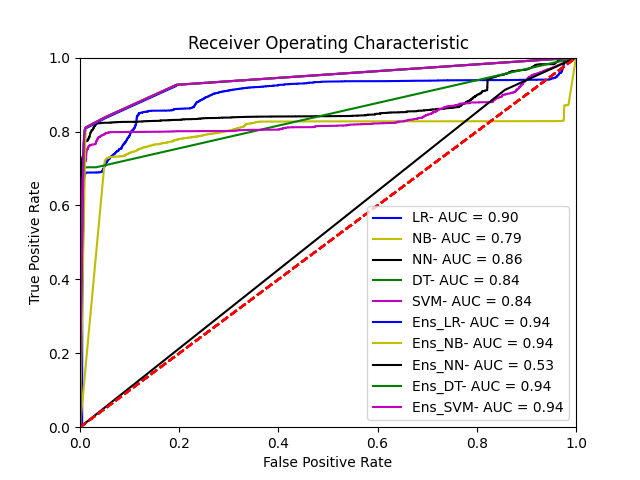 Receiver Operating Characteristic
1.0
0.8
0.6
0.4
0.2
0.0
True Positive Rate
LR- AUC = 0.90
NB- AUC = 0.79
NN- AUC = 0.86
DT- AUC = 0.84
SVM- AUC = 0.84
Ens_LR- AUC = 0.94
Ens_NB- AUC = 0.94
Ens_NN- AUC = 0.53
Ens_DT- AUC = 0.94
Ens_SVM- AUC = 0.94
0.0 0.2 0.4 0.6 0.8 1.0
False Positive Rate